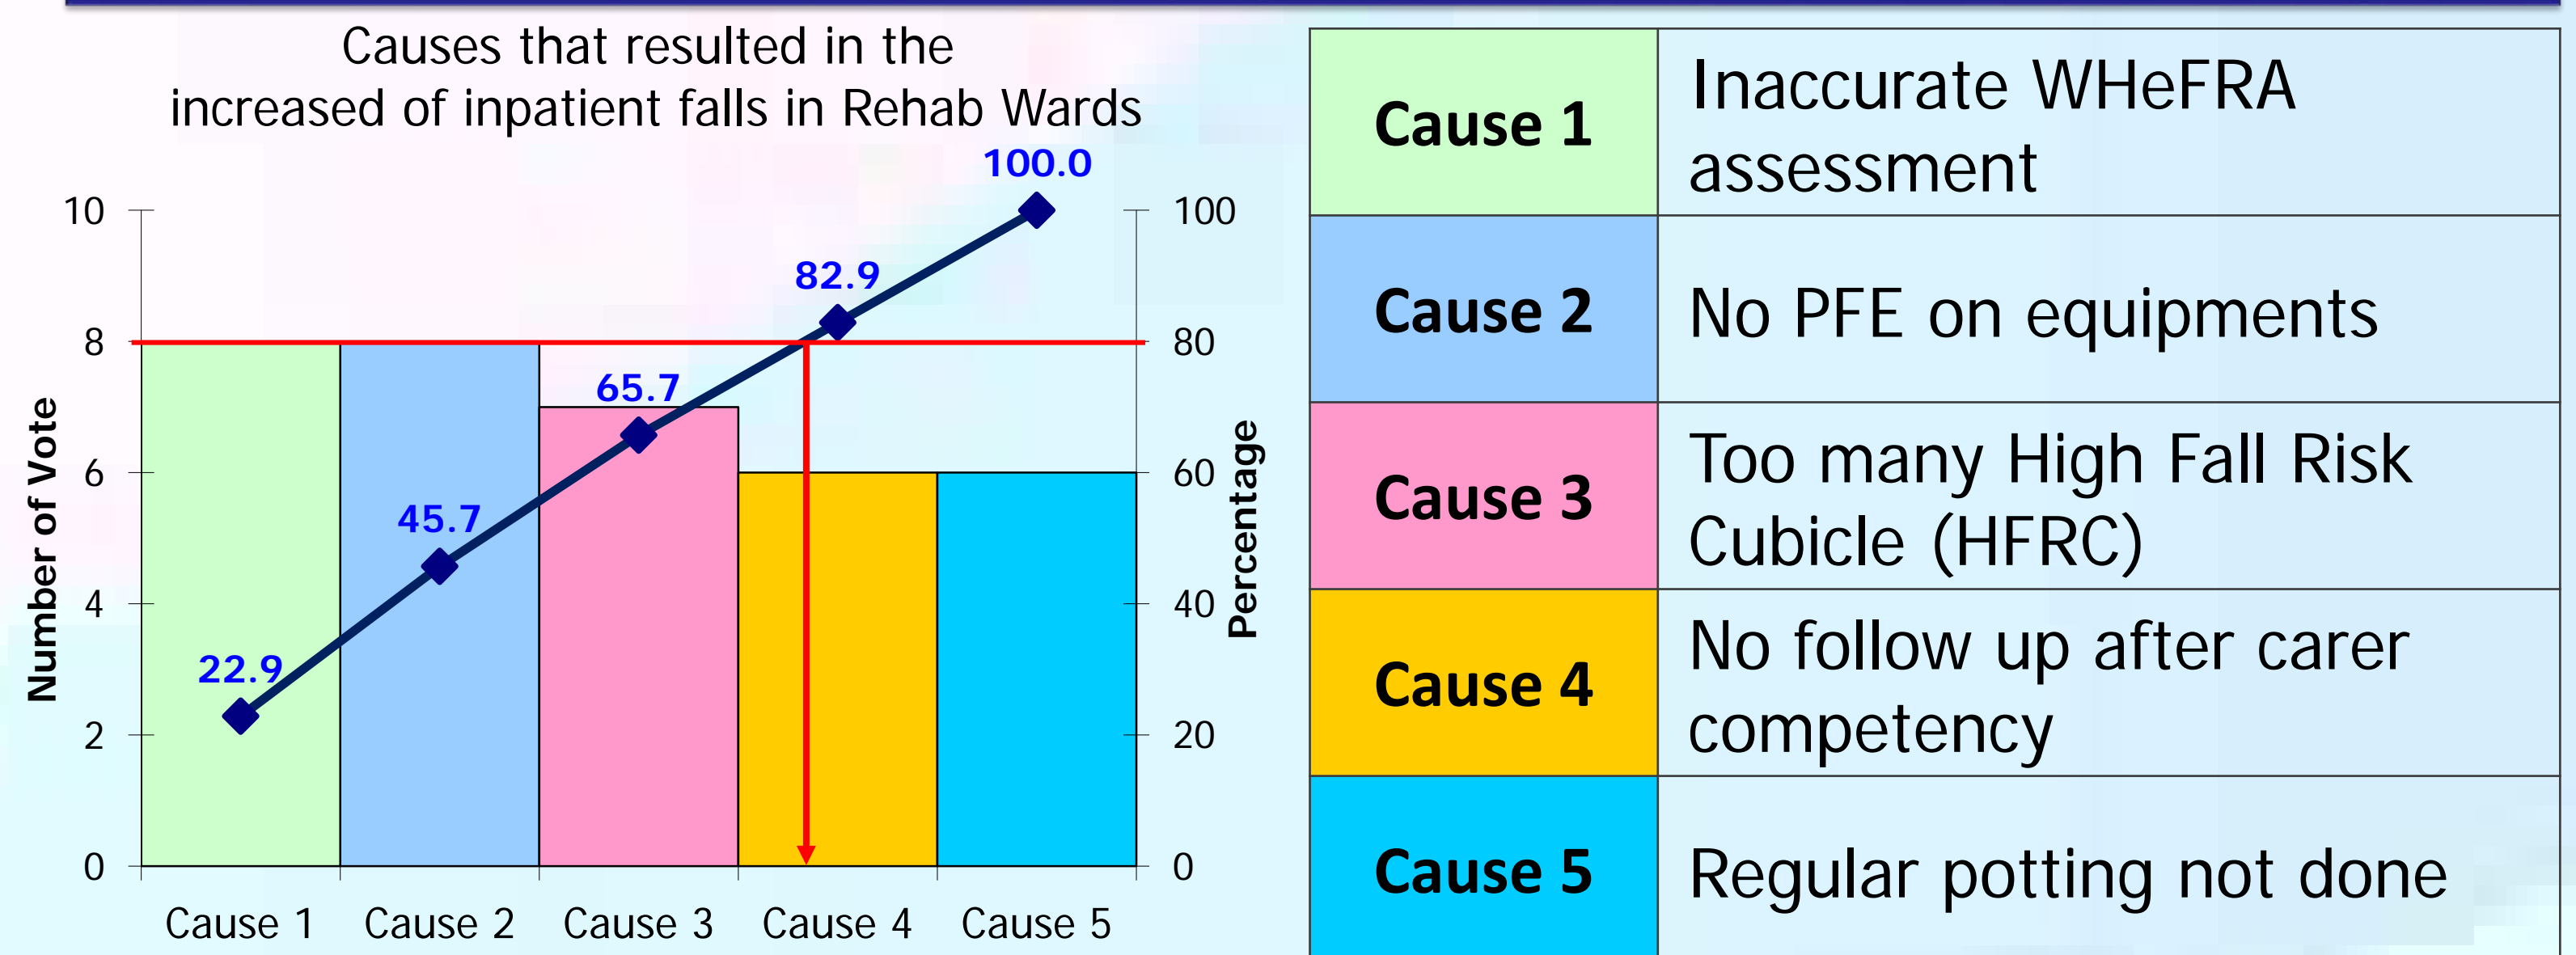 Causes that resulted in the
increased of inpatient falls in Rehab Wards
Number of Vote
10
8
6
4
2
0
22.9
45.7
65.7
82.9
100.0
100
80
60
40
20
0
Percentage
Cause 1
Cause 2
Cause 3
Cause 4
Cause 5
Cause 1
Inaccurate WHeFRA
assessment
Cause 2
No PFE on equipments
Cause 3
Too many High Fall Risk
Cubicle (HFRC)
Cause 4
No follow up after carer
competency
Cause 5
Regular potting not done